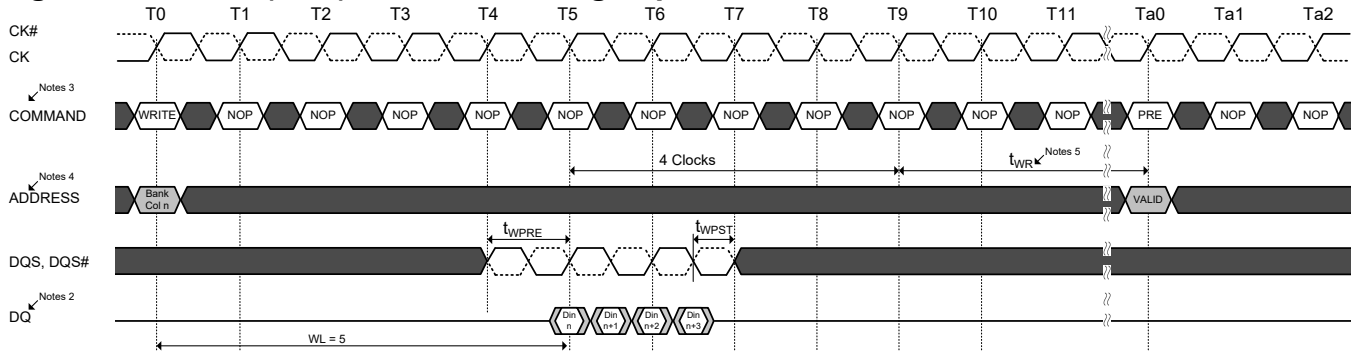 T0 T1 T2 T3 T4 T5 T6 T7 T8 T9 T10 T11 Ta0 Ta1 Ta2
CK#
CK
Notes 3
COMMAND
WRITE NOP NOP NOP NOP NOP NOP NOP NOP NOP NOP NOP PRE NOP NOP
4 Clocks
tWR
Notes 5
Notes 4
ADDRESS
Bank
Col n
VALID
tWPRE
tWPST
DQS, DQS#
Notes 2
DQ
Din
n
Din
n+1
Din
n+2
Din
n+3
WL = 5